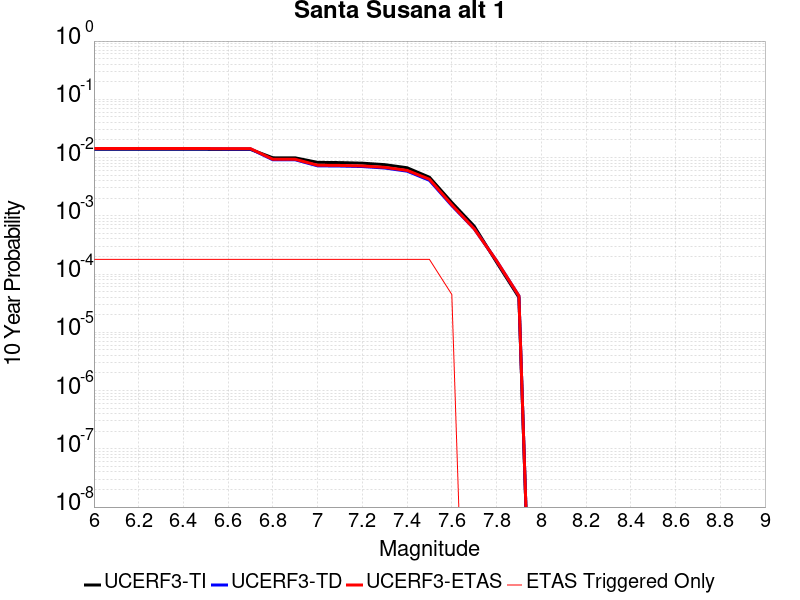 Santa Susana alt 1
10^0
10^-1
10^-2
10^-3
10^-4
10^-5
10^-6
10^-7
10^-8
10 Year Probability
6 6.2 6.4 6.6 6.8 7 7.2 7.4 7.6 7.8 8 8.2 8.4 8.6 8.8 9
Magnitude
UCERF3-TI UCERF3-TD UCERF3-ETAS ETAS Triggered Only